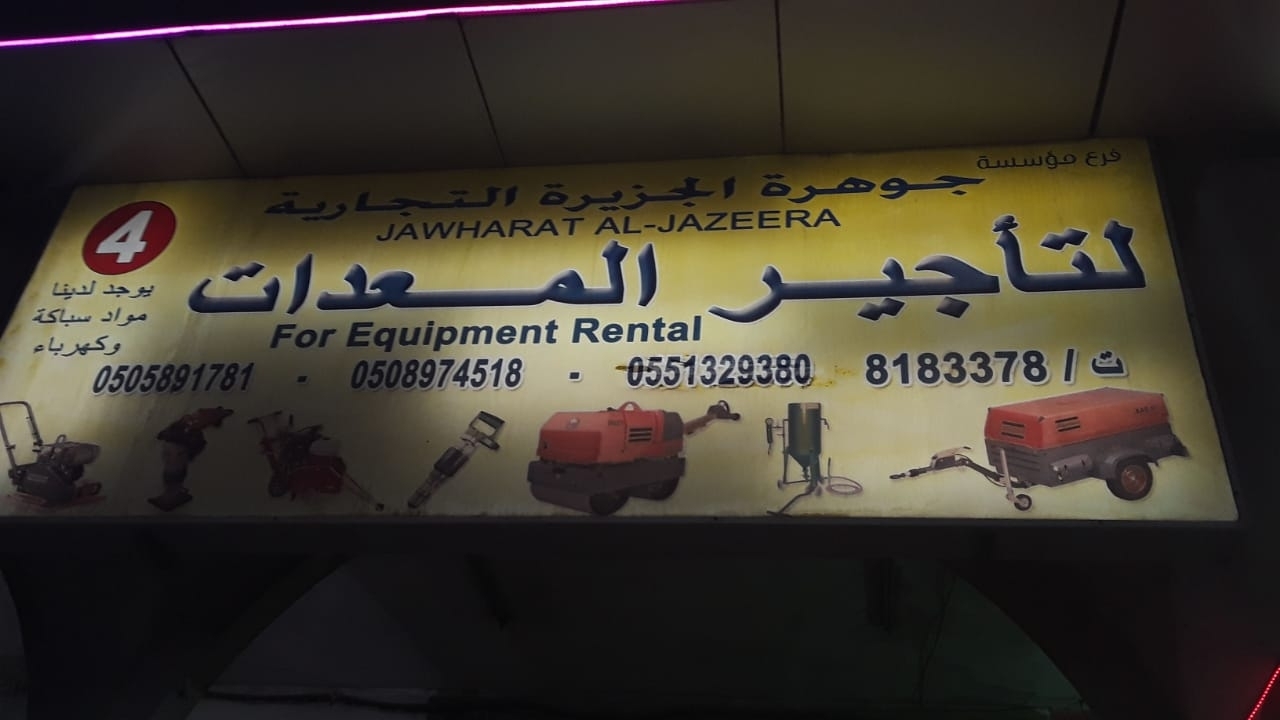 فرع مؤسسة
جوهرة الجزيرة التجارية
JAWHARAT AL-JAZEERA
لتأجير المعدات
For Equipment Rental
ت / 8183378 0551329380 - 0508974518 - 0505891781
4
يوجد لدينا
مواد سباكة
وكهرباء